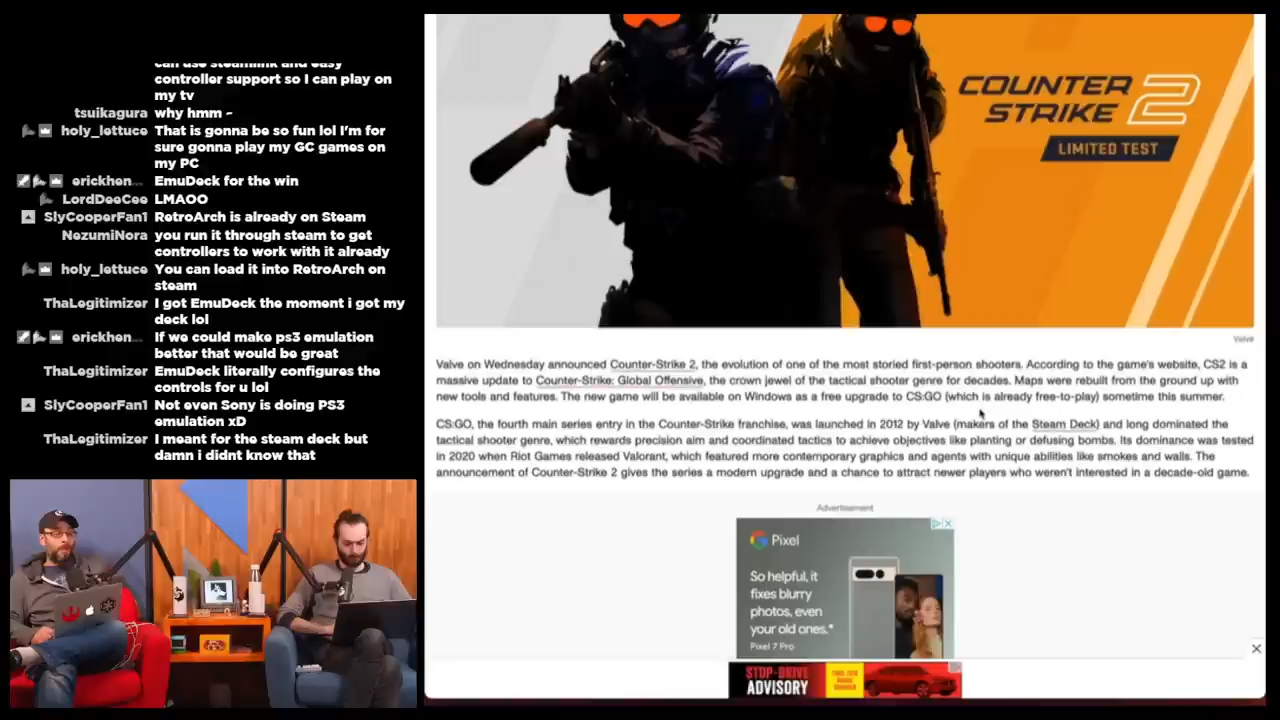 can use steamlink and easy
controller support so I can play on
my tv
tsuikagura why hmm ~
holy_lettuce That is gonna be so fun lol I'm for
sure gonna play my GC games on
my PC
erickhen... EmuDeck for the win
LordDeeCee LMAOO
SlyCooperFan1 RetroArch is already on Steam
NezumiNora you run it through steam to get
controllers to work with it already
holy_lettuce You can load it into RetroArch on
steam
ThaLegitimizer I got EmuDeck the moment i got my
deck lol
erickhen... If we could make ps3 emulation
better that would be great
ThaLegitimizer EmuDeck literally configures the
controls for u lol
SlyCooperFan1 Not even Sony is doing PS3
emulation xD
ThaLegitimizer I meant for the steam deck but
damn i didnt know that
COUNTER
STRIKE 2
LIMITED TEST
Valve
Valve on Wednesday announced Counter-Strike 2, the evolution of one of the most storied first-person shooters. According to the game's website, CS2 is a
massive update to Counter-Strike: Global Offensive, the crown jewel of the tactical shooter genre for decades. Maps were rebuilt from the ground up with
new tools and features. The new game will be available on Windows as a free upgrade to CS:GO (which is already free-to-play) sometime this summer.
CS:GO, the fourth main series entry in the Counter-Strike franchise, was launched in 2012 by Valve (makers of the Steam Deck) and long dominated the
tactical shooter genre, which rewards precision aim and coordinated tactics to achieve objectives like planting or defusing bombs. Its dominance was tested
in 2020 when Riot Games released Valorant, which featured more contemporary graphics and agents with unique abilities like smokes and walls. The
announcement of Counter-Strike 2 gives the series a modern upgrade and a chance to attract newer players who weren't interested in a decade-old game.
Advertisement
G Pixel
So helpful, it
fixes blurry
photos, even
your old ones.*
Pixel 7 Pro
STOP-DRIVE
ADVISORY